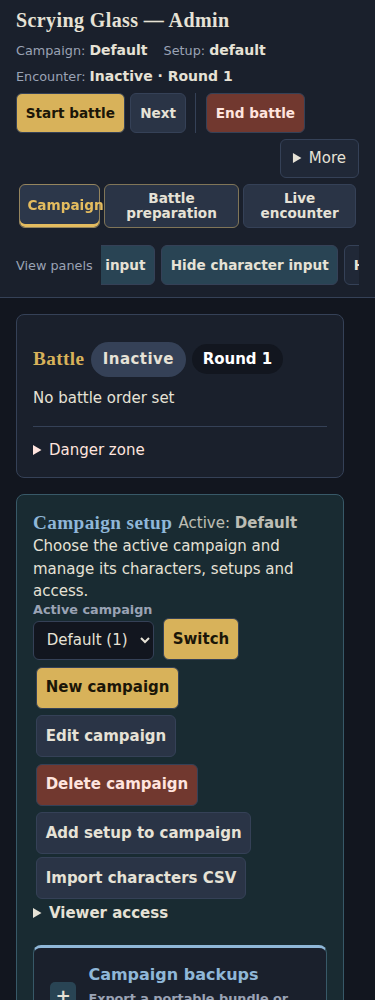 Scrying Glass — Admin
Campaign: Default Setup: default
Encounter: Inactive · Round 1
Start battle Next End battle
More
Campaign Battle preparation Live encounter
View panels input Hide character input
Battle Inactive Round 1
No battle order set
Danger zone
Campaign setup Active: Default
Choose the active campaign and
manage its characters, setups and
access.
Active campaign
Default (1) Switch
New campaign
Edit campaign
Delete campaign
Add setup to campaign
Import characters CSV
Viewer access
+ Campaign backups
Export a portable bundle or